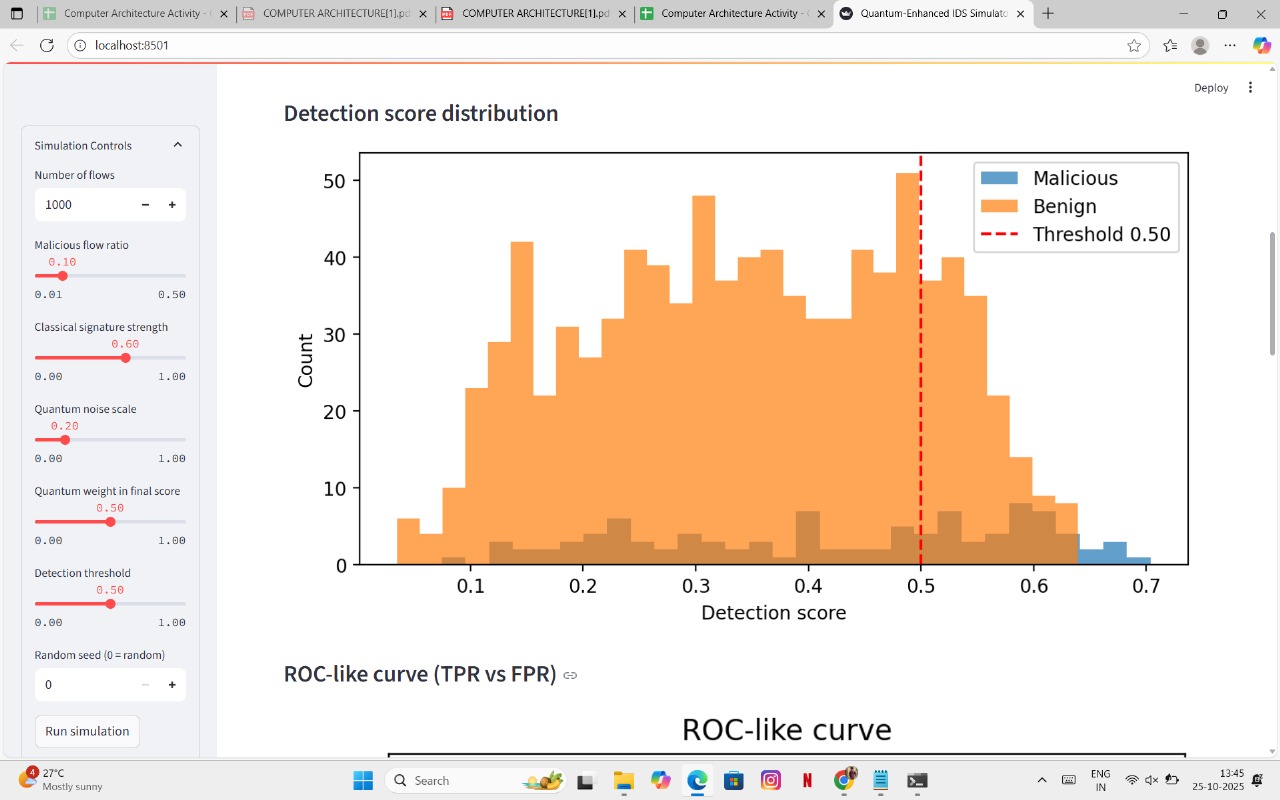 Computer Architecture Activity - (
COMPUTER ARCHITECTURE[1].pd
COMPUTER ARCHITECTURE[1].pd
Computer Architecture Activity - (
Quantum-Enhanced IDS Simulato
localhost:8501
Deploy
Simulation Controls
Number of flows
1000
Malicious flow ratio
0.10
0.01 0.50
Classical signature strength
0.60
0.00 1.00
Quantum noise scale
0.20
0.00 1.00
Quantum weight in final score
0.50
0.00 1.00
Detection threshold
0.50
0.00 1.00
Random seed (0 = random)
0
Run simulation
Detection score distribution
Malicious
Benign
Threshold 0.50
Count
50
40
30
20
10
0
0.1 0.2 0.3 0.4 0.5 0.6 0.7
Detection score
ROC-like curve (TPR vs FPR)
ROC-like curve
4
27°C
Mostly sunny
Search
ENG
IN
13:45
25-10-2025